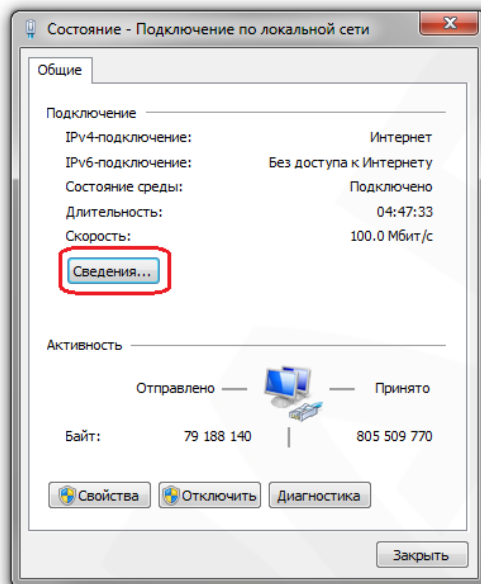 Состояние - Подключение по локальной сети
Общие
Подключение
IPv4-подключение: Интернет
IPv6-подключение: Без доступа к Интернету
Состояние среды: Подключено
Длительность: 04:47:33
Скорость: 100.0 Мбит/с
Сведения...
Активность
Отправлено — — Принято
Байт: 79 188 140 | 805 509 770
Свойства Отключить Диагностика
Закрыть